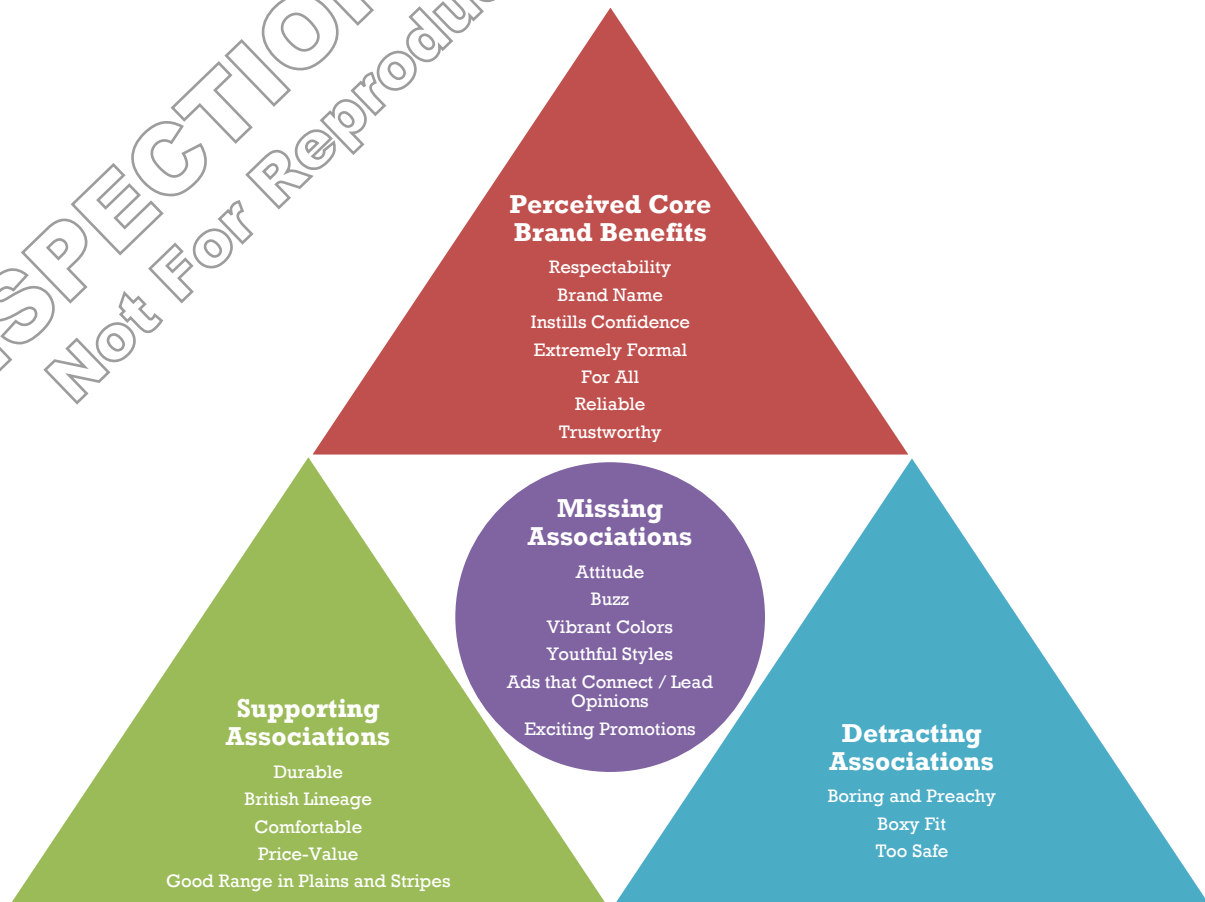 SPECTION
Not For Reprodu
Perceived Core
Brand Benefits
Respectability
Brand Name
Instills Confidence
Extremely Formal
For All
Reliable
Trustworthy
Missing
Associations
Attitude
Buzz
Vibrant Colors
Youthful Styles
Ads that Connect / Lead
Opinions
Exciting Promotions
Supporting
Associations
Durable
British Lineage
Comfortable
Price-Value
Good Range in Plains and Stripes
Detracting
Associations
Boring and Preachy
Boxy Fit
Too Safe